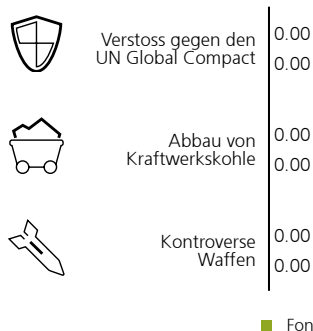 Verstoss gegen den
UN Global Compact
0.00
0.00
Abbau von
Kraftwerkskohle
0.00
0.00
Kontroverse
Waffen
0.00
0.00
Fon